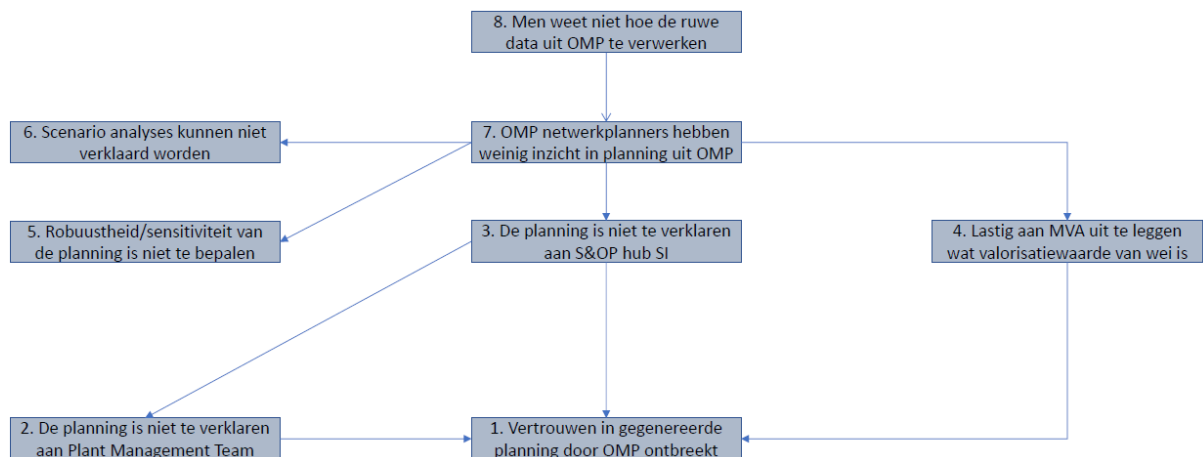 8. Men weet niet hoe de ruwe
data uit OMP te verwerken
6. Scenario analyses kunnen niet
verklaard worden
7. OMP netwerkplanners hebben
weinig inzicht in planning uit OMP
5. Robuustheid/sensitiviteit van
de planning is niet te bepalen
3. De planning is niet te verklaren
aan S&OP hub SI
4. Lastig aan MVA uit te leggen
wat valorisatiewaarde van wei is
2. De planning is niet te verklaren
aan Plant Management Team
1. Vertrouwen in gegenereerde
planning door OMP ontbreekt